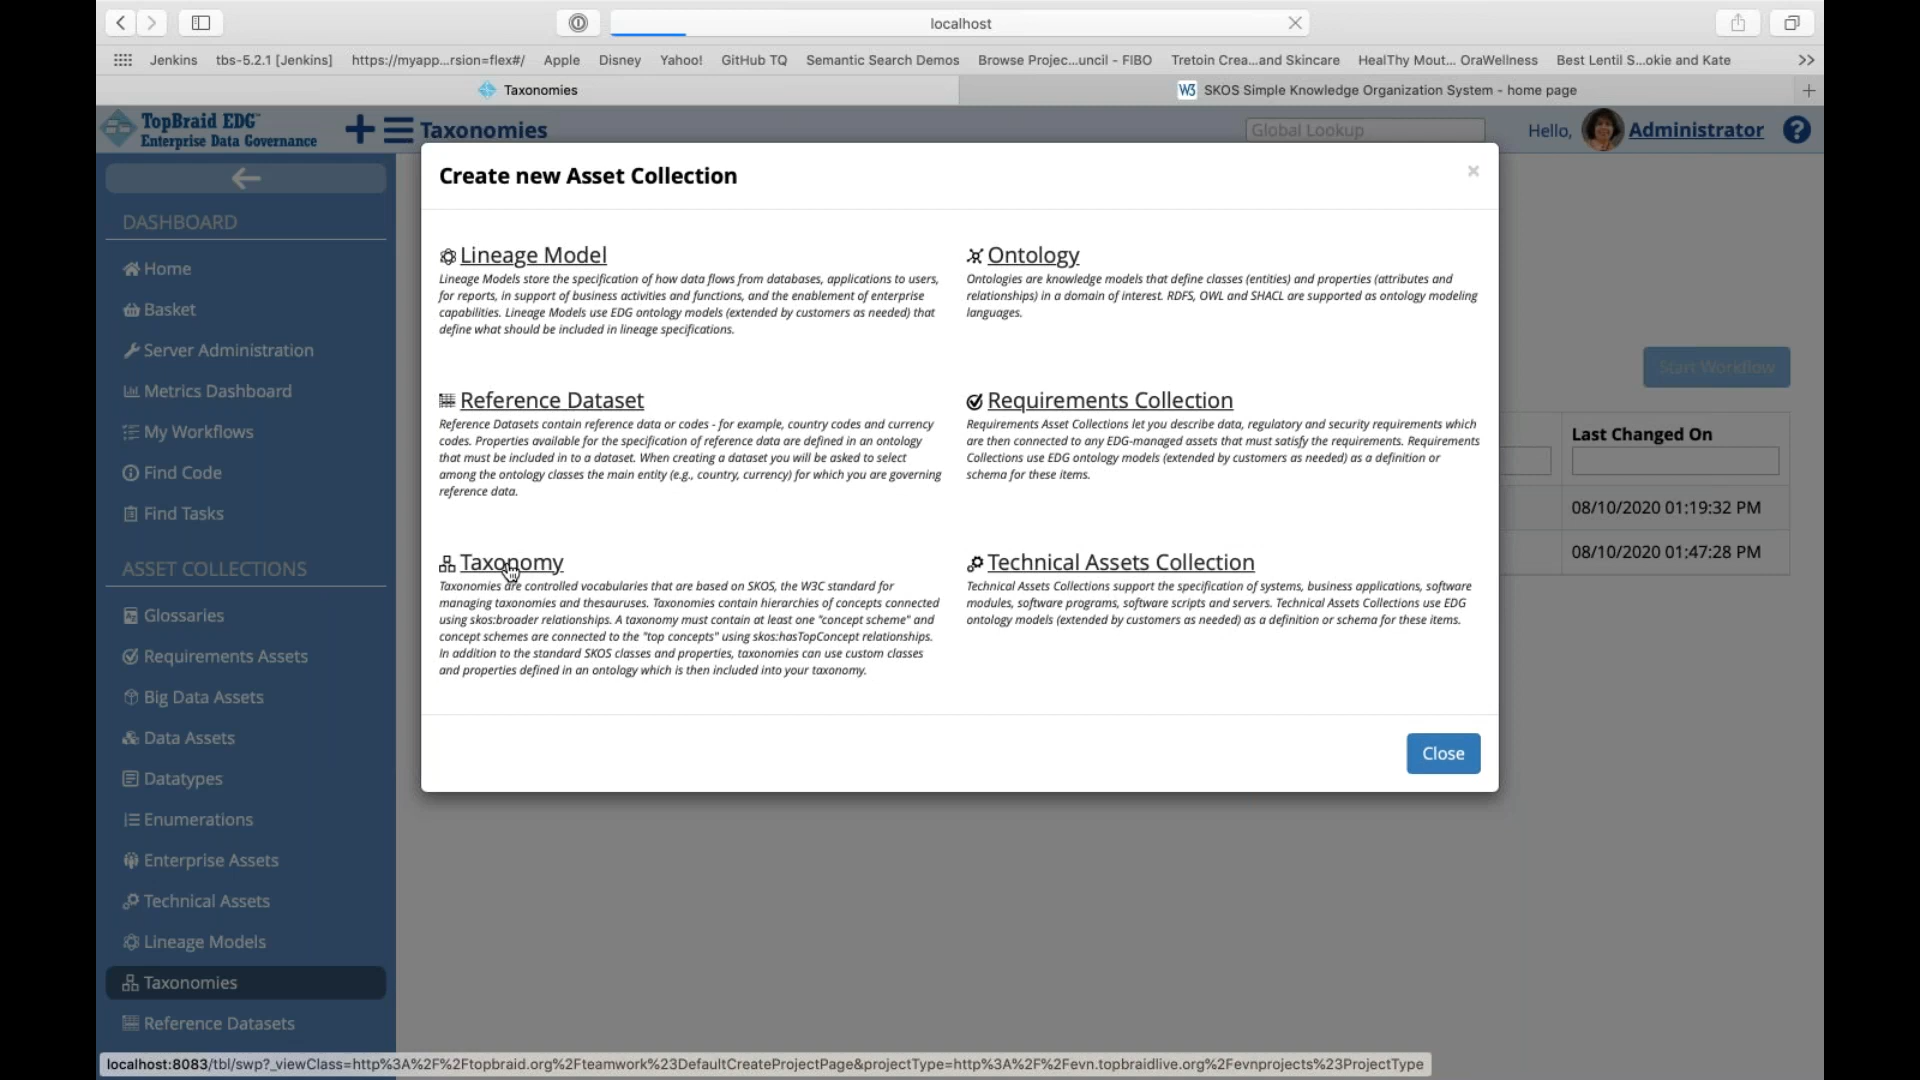 localhost
Jenkins tbs-5.2.1 [Jenkins] https://myapp...rsion=flex#/ Apple Disney Yahoo! GitHub TQ Semantic Search Demos Browse Projec...uncil - FIBO Tretoin Crea...and Skincare HealThy Mout... OraWellness Best Lentil S...okie and Kate
Taxonomies
W3 SKOS Simple Knowledge Organization System - home page
TopBraid EDG™
Enterprise Data Governance
Taxonomies
Global Lookup
Hello, Administrator
DASHBOARD
Home
Basket
Server Administration
Metrics Dashboard
My Workflows
Find Code
Find Tasks
ASSET COLLECTIONS
Glossaries
Requirements Assets
Big Data Assets
Data Assets
Datatypes
Enumerations
Enterprise Assets
Technical Assets
Lineage Models
Taxonomies
Reference Datasets
Create new Asset Collection
×
Lineage Model
Lineage Models store the specification of how data flows from databases, applications to users,
for reports, in support of business activities and functions, and the enablement of enterprise
capabilities. Lineage Models use EDG ontology models (extended by customers as needed) that
define what should be included in lineage specifications.
Ontology
Ontologies are knowledge models that define classes (entities) and properties (attributes and
relationships) in a domain of interest. RDFS, OWL and SHACL are supported as ontology modeling
languages.
Reference Dataset
Reference Datasets contain reference data or codes - for example, country codes and currency
codes. Properties available for the specification of reference data are defined in an ontology
that must be included in to a dataset. When creating a dataset you will be asked to select
among the ontology classes the main entity (e.g., country, currency) for which you are governing
reference data.
Requirements Collection
Requirements Asset Collections let you describe data, regulatory and security requirements which
are then connected to any EDG-managed assets that must satisfy the requirements. Requirements
Collections use EDG ontology models (extended by customers as needed) as a definition or
schema for these items.
Taxonomy
Taxonomies are controlled vocabularies that are based on SKOS, the W3C standard for
managing taxonomies and thesauruses. Taxonomies contain hierarchies of concepts connected
using skos:broader relationships. A taxonomy must contain at least one "concept scheme" and
concept schemes are connected to the "top concepts" using skos:hasTopConcept relationships.
In addition to the standard SKOS classes and properties, taxonomies can use custom classes
and properties defined in an ontology which is then included into your taxonomy.
Technical Assets Collection
Technical Assets Collections support the specification of systems, business applications, software
modules, software programs, software scripts and servers. Technical Assets Collections use EDG
ontology models (extended by customers as needed) as a definition or schema for these items.
Close
Start Workflow
Last Changed On
08/10/2020 01:19:32 PM
08/10/2020 01:47:28 PM
localhost:8083/tbl/swp?_viewClass=http%3A%2F%2Ftopbraid.org%2Fteamwork%23DefaultCreateProjectPage&projectType=http%3A%2F%2Fevn.topbraidlive.org%2Fevnprojects%23ProjectType